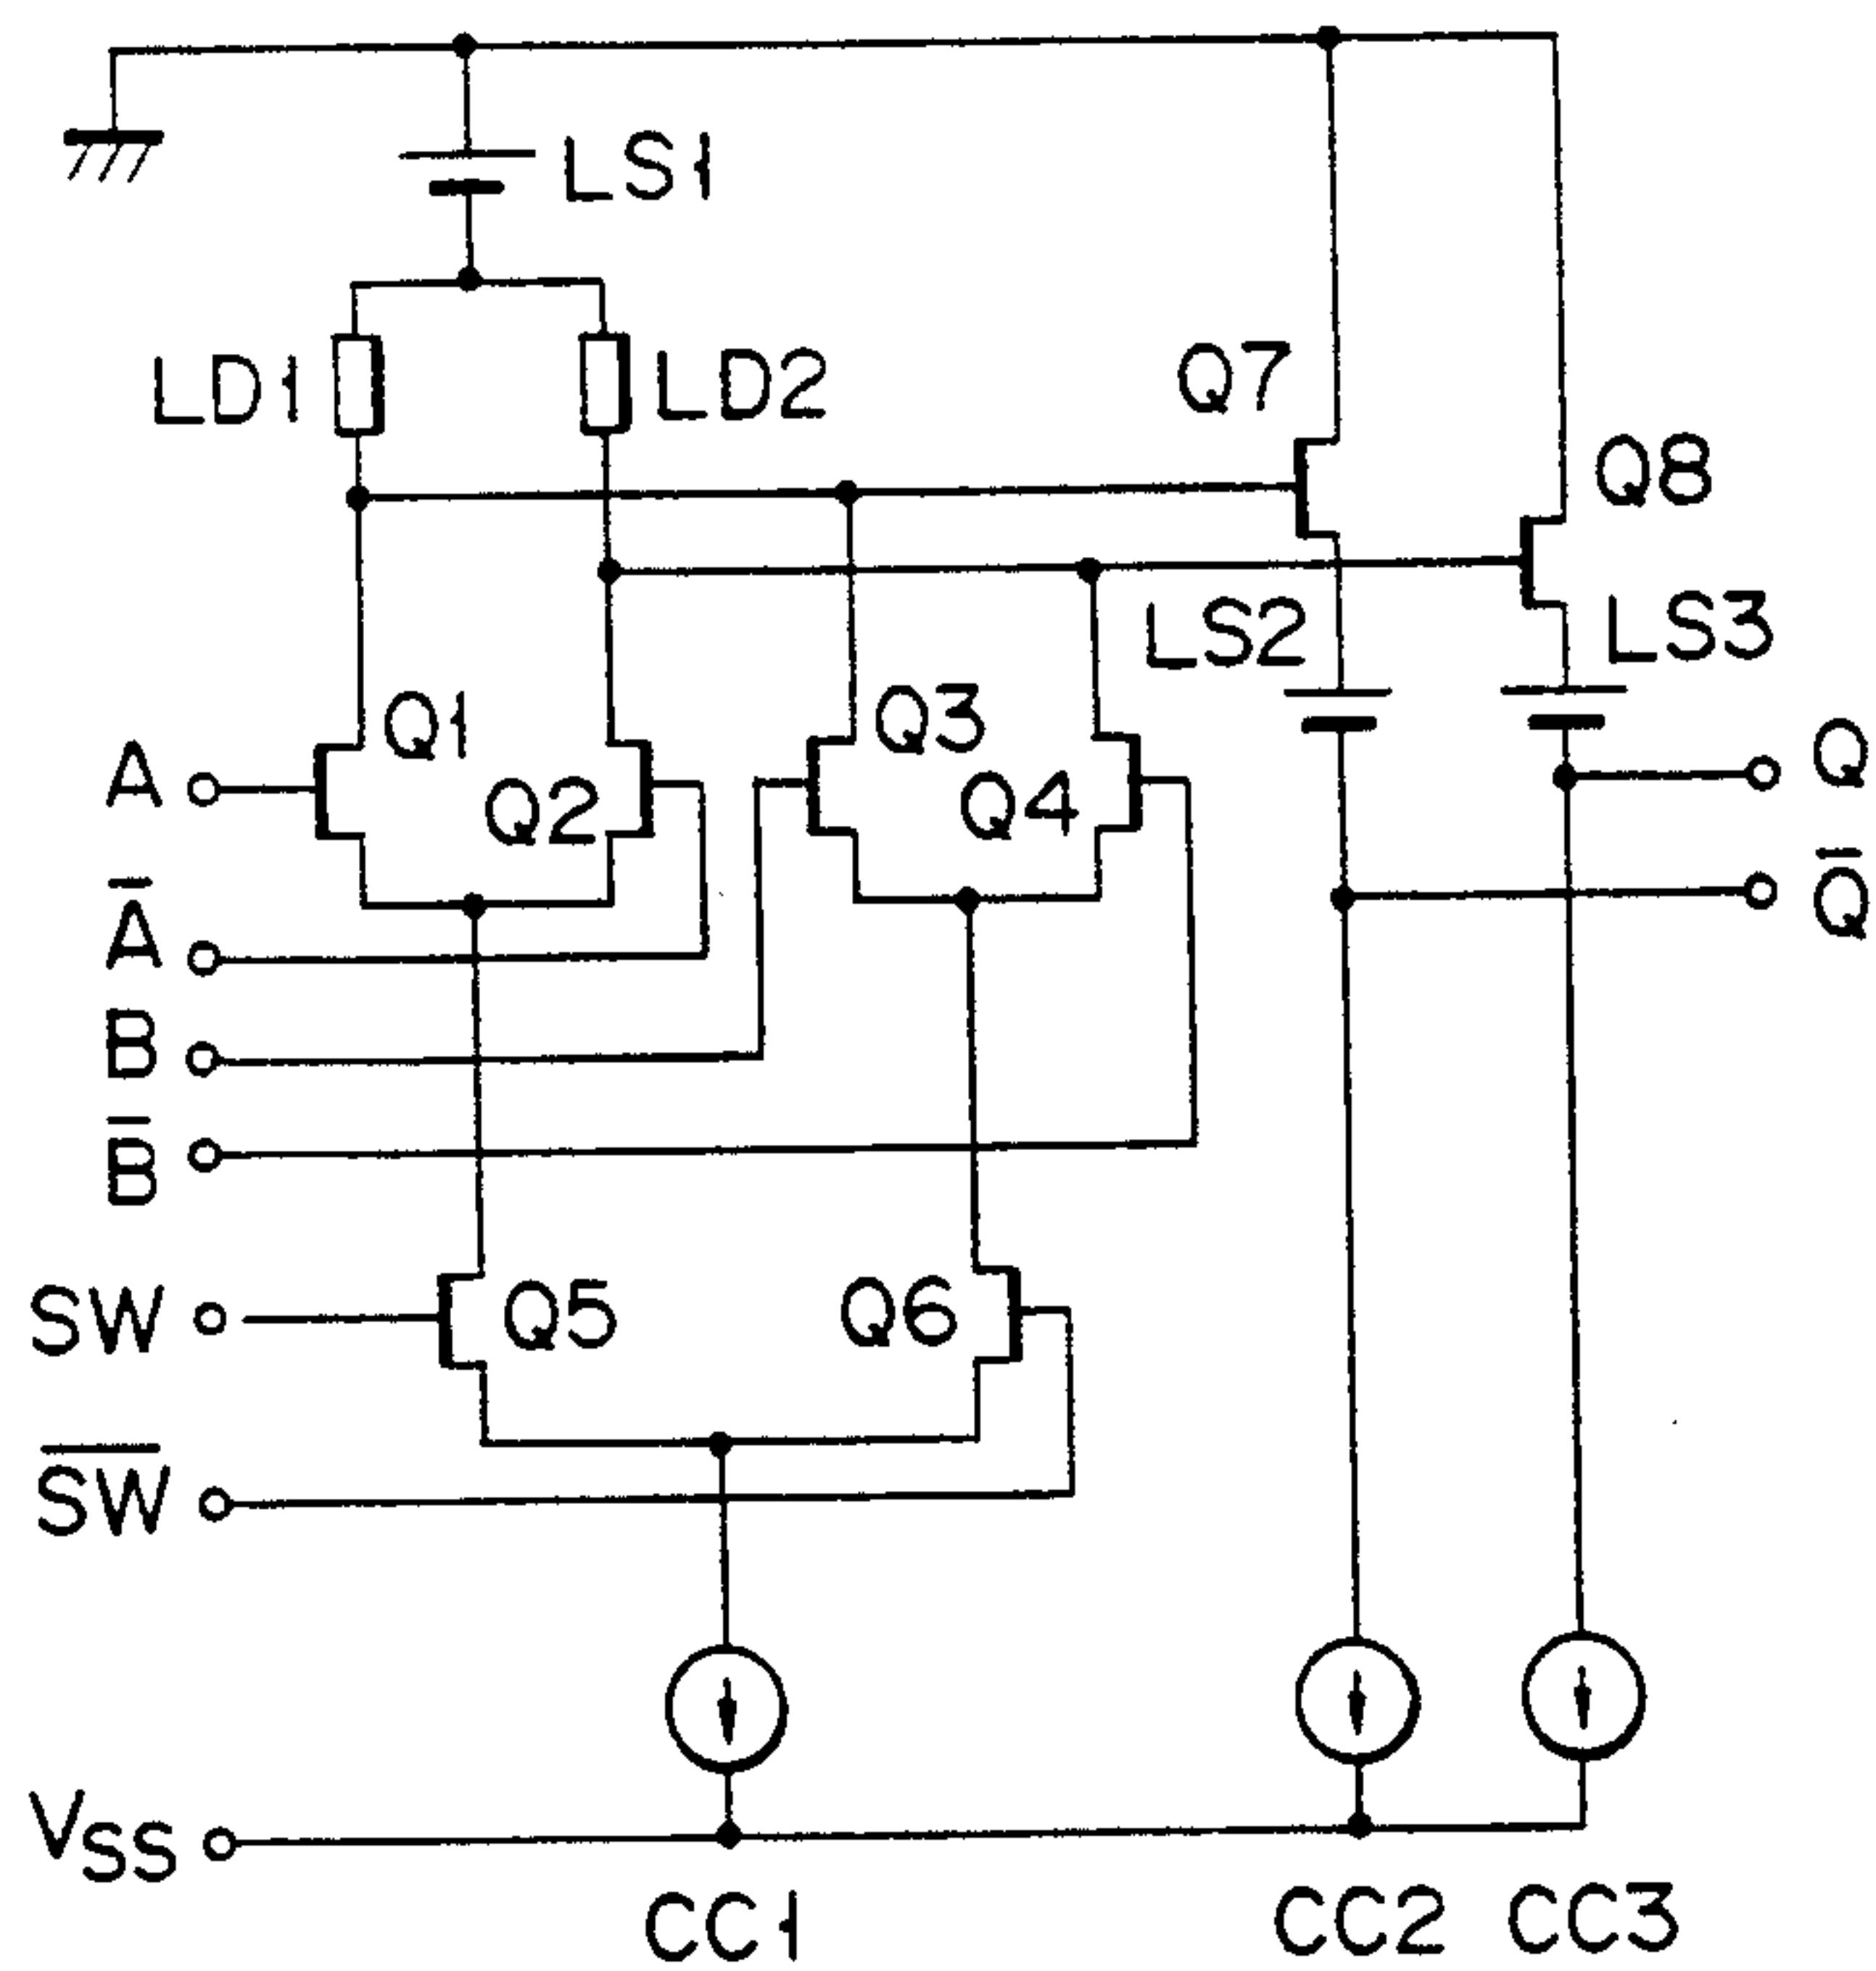 LS1
LD1
LD2
Q7
Q8
LS2
LS3
Q1
Q3
A
Q2
Q4
Q
A̅
Q̅
B
B̅
SW
Q5
Q6
S̅W̅
VSS
CC1
CC2
CC3